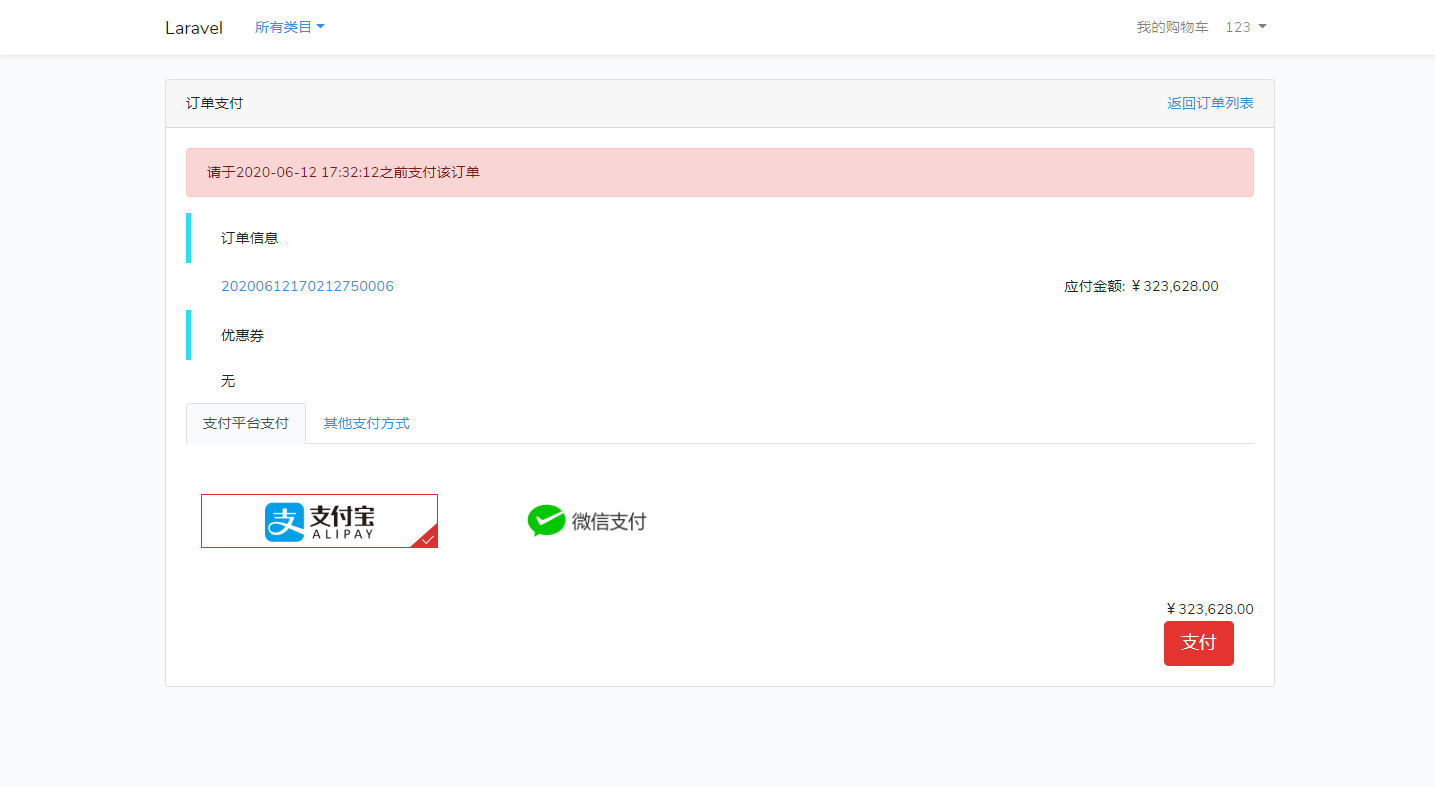 Laravel 所有类目 我的购物车 123
订单支付 返回订单列表
请于2020-06-12 17:32:12之前支付该订单
订单信息
20200612170212750006 应付金额: ￥323,628.00
优惠券
无
支付平台支付 其他支付方式
支 支付宝 微信支付
ALIPAY
￥323,628.00
支付